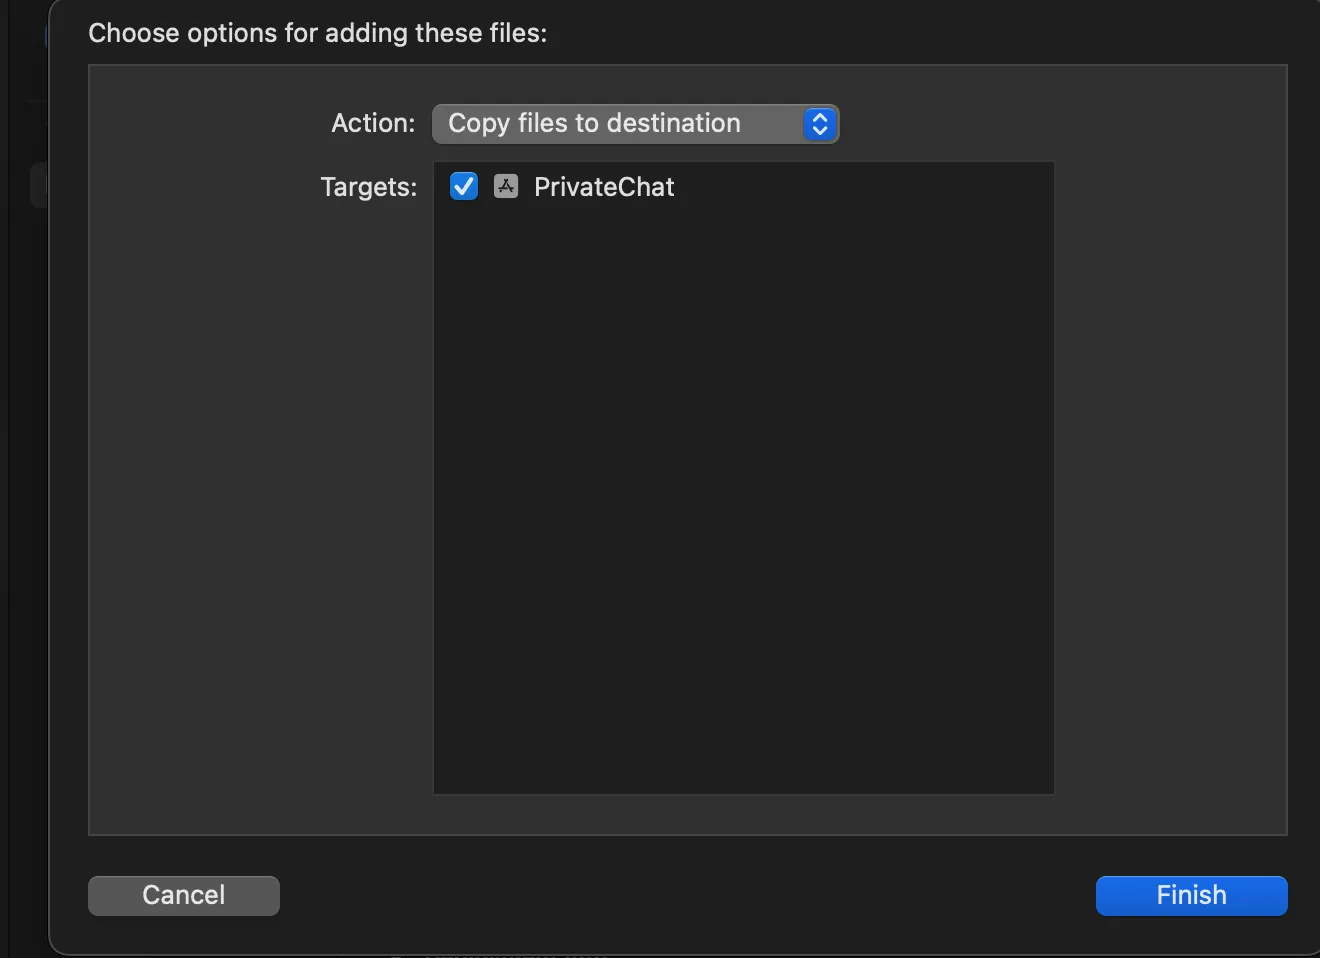 Choose options for adding these files:
Action: Copy files to destination
Targets: PrivateChat
Cancel
Finish